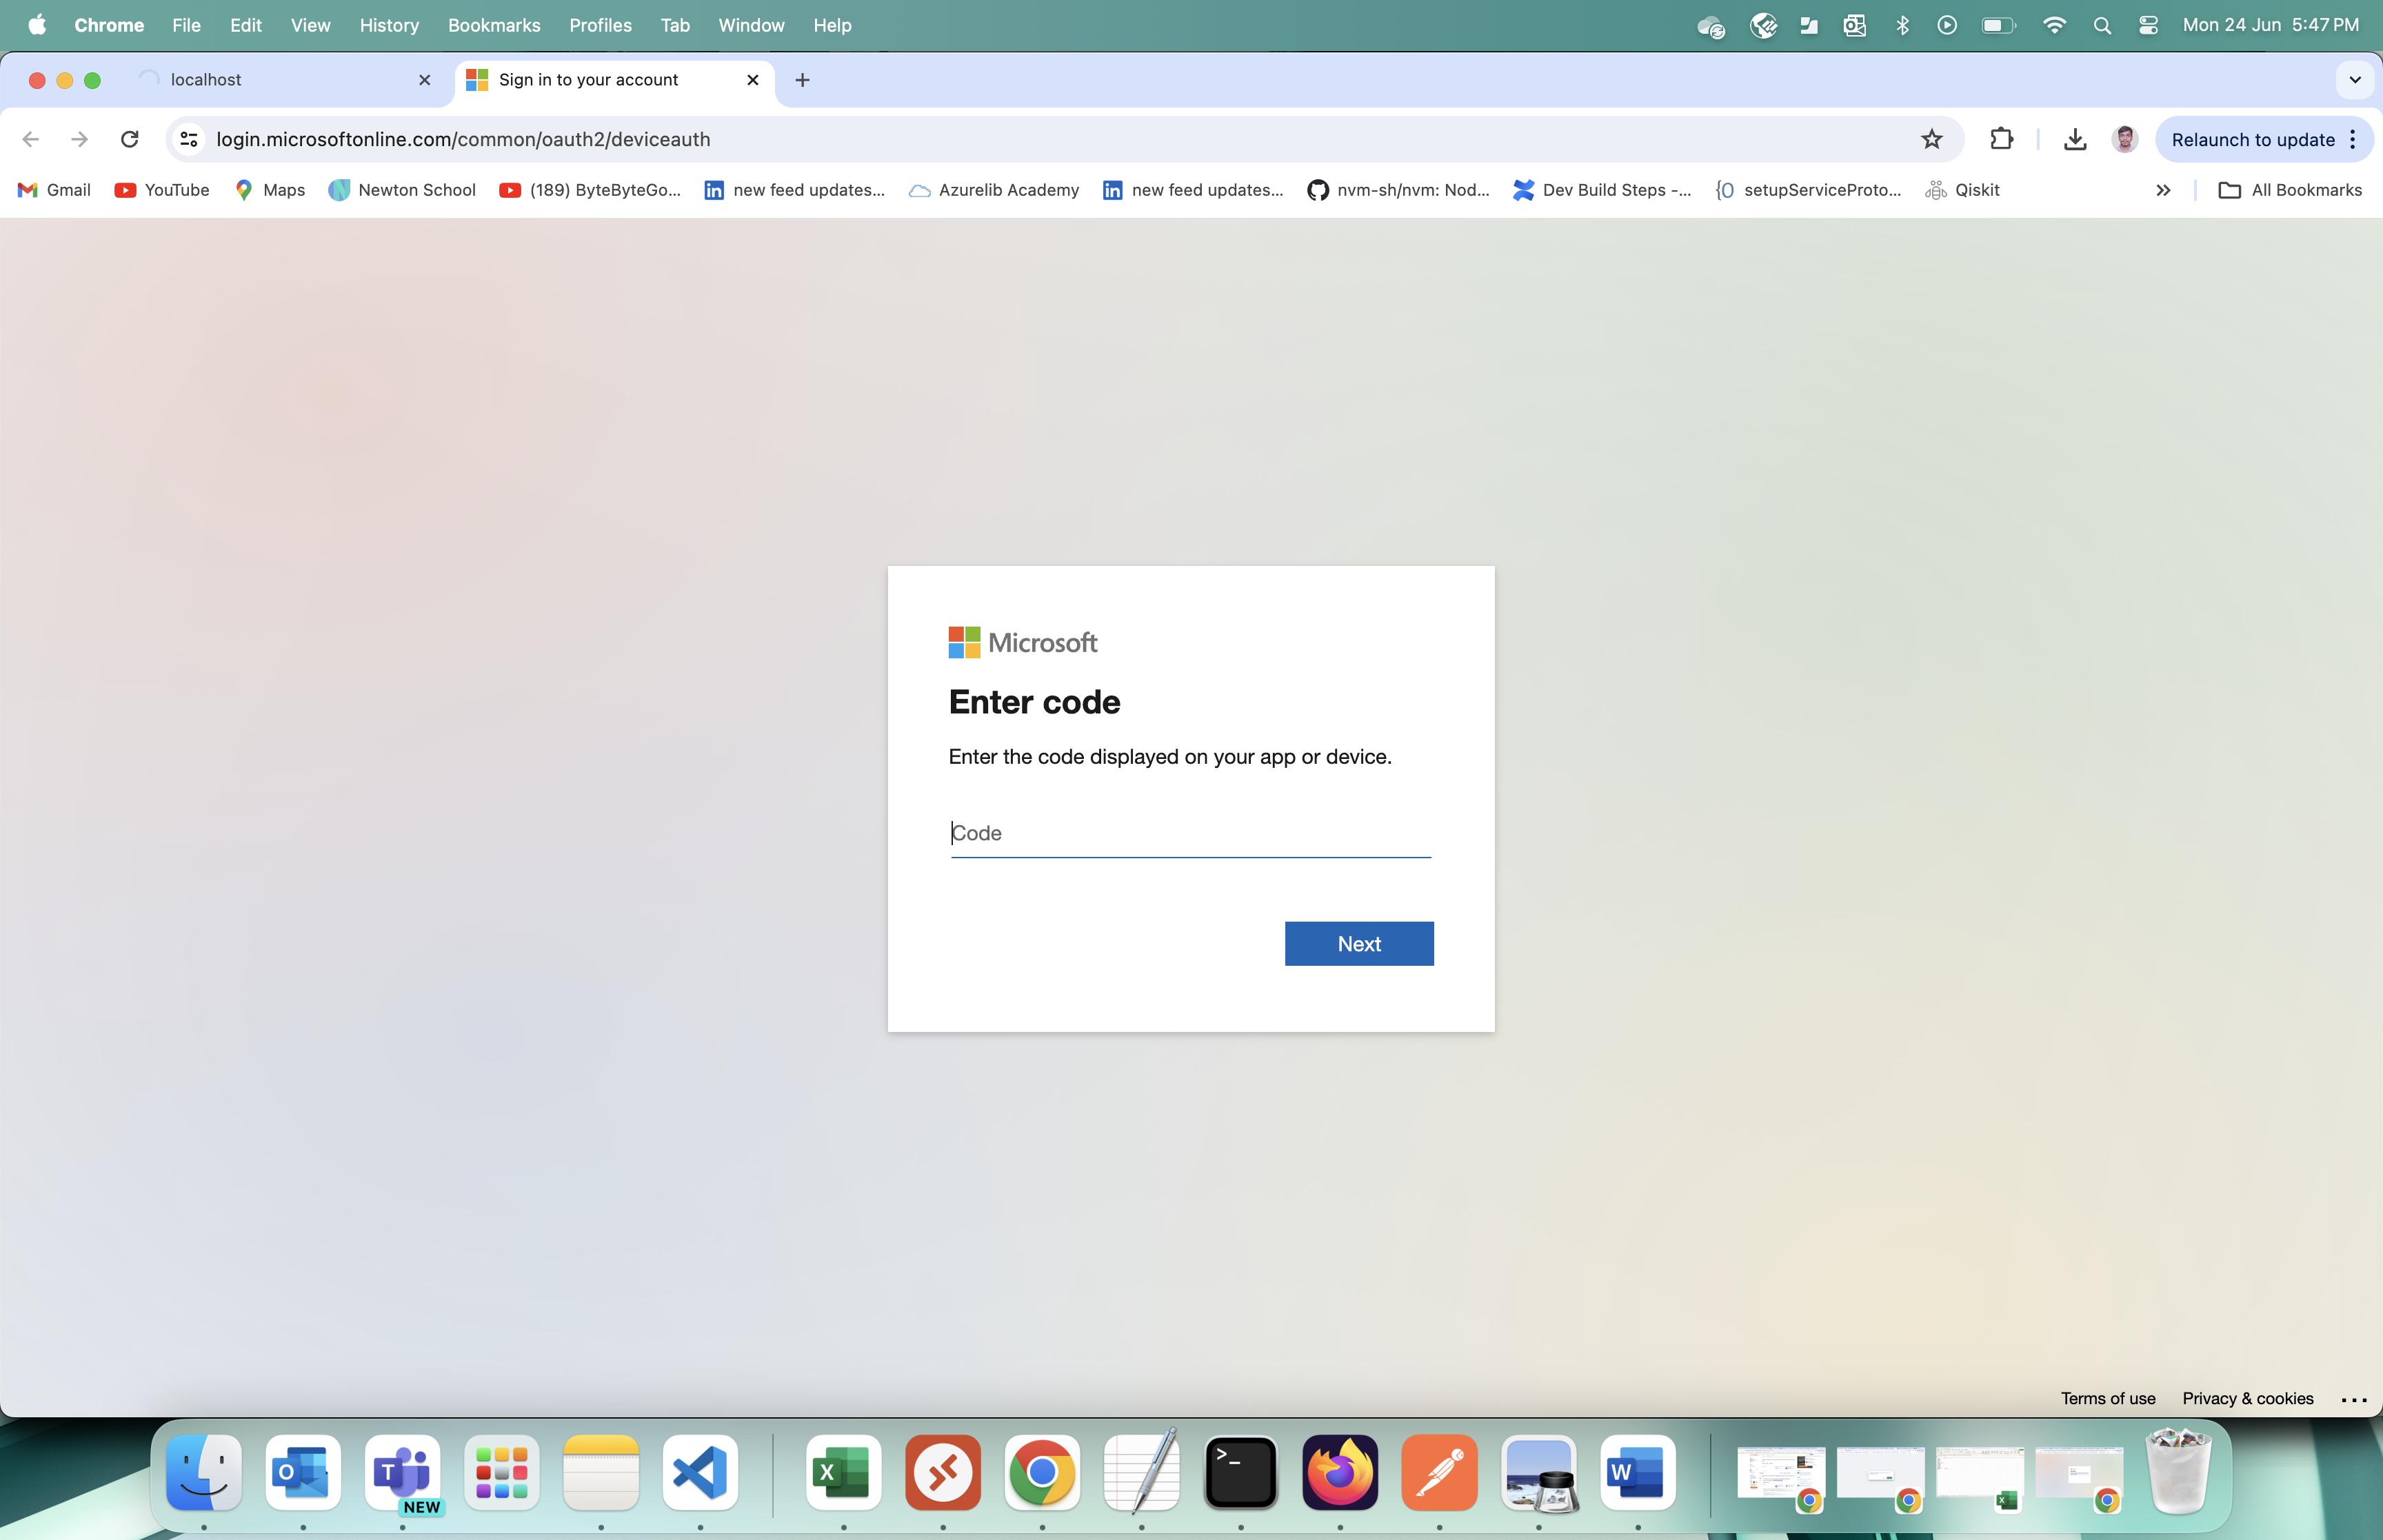 Chrome File Edit View History Bookmarks Profiles Tab Window Help Mon 24 Jun 5:47 PM
localhost Sign in to your account
login.microsoftonline.com/common/oauth2/deviceauth Relaunch to update
Gmail YouTube Maps Newton School (189) ByteByteGo... new feed updates... Azurelib Academy new feed updates... nvm-sh/nvm: Nod... Dev Build Steps -... setupServiceProto... Qiskit All Bookmarks
Microsoft
Enter code
Enter the code displayed on your app or device.
Code
Next
Terms of use Privacy & cookies
NEW